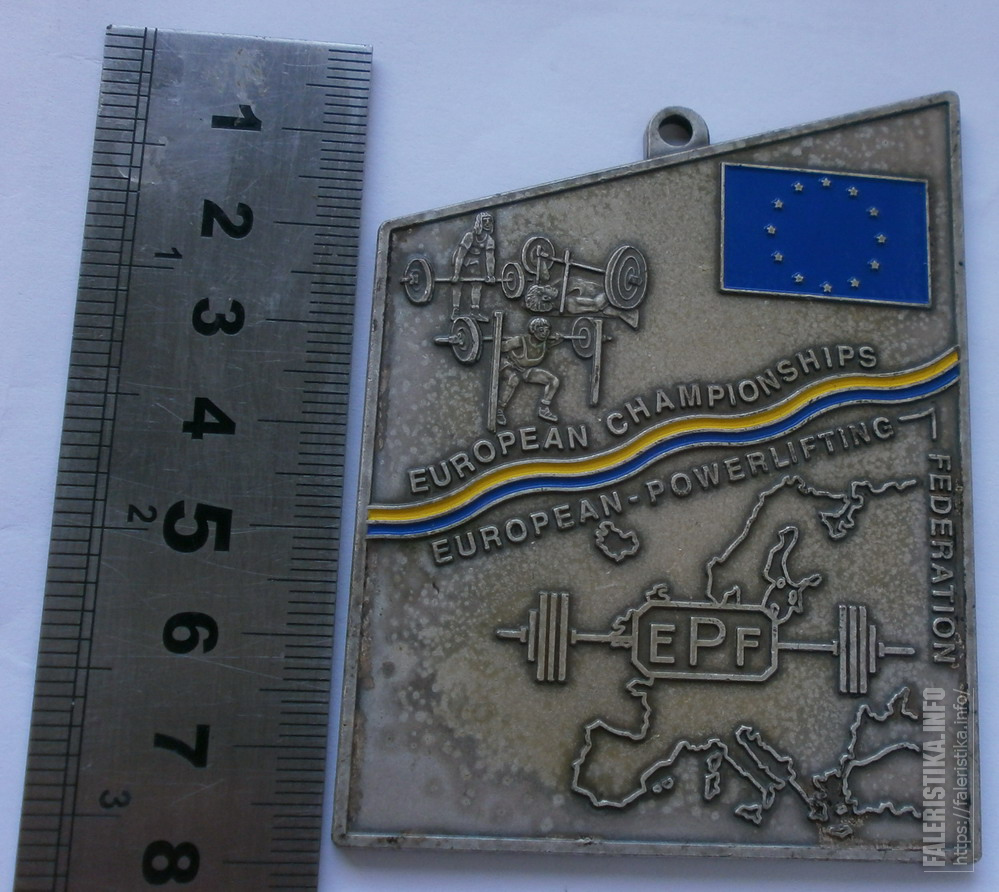 1
2
3
4
5
6
7
8
1
2
3
EUROPEAN CHAMPIONSHIPS
EUROPEAN-POWERLIFTING
FEDERATION
EPF
FALERISTIKA.INFO
https://faleristika.info/